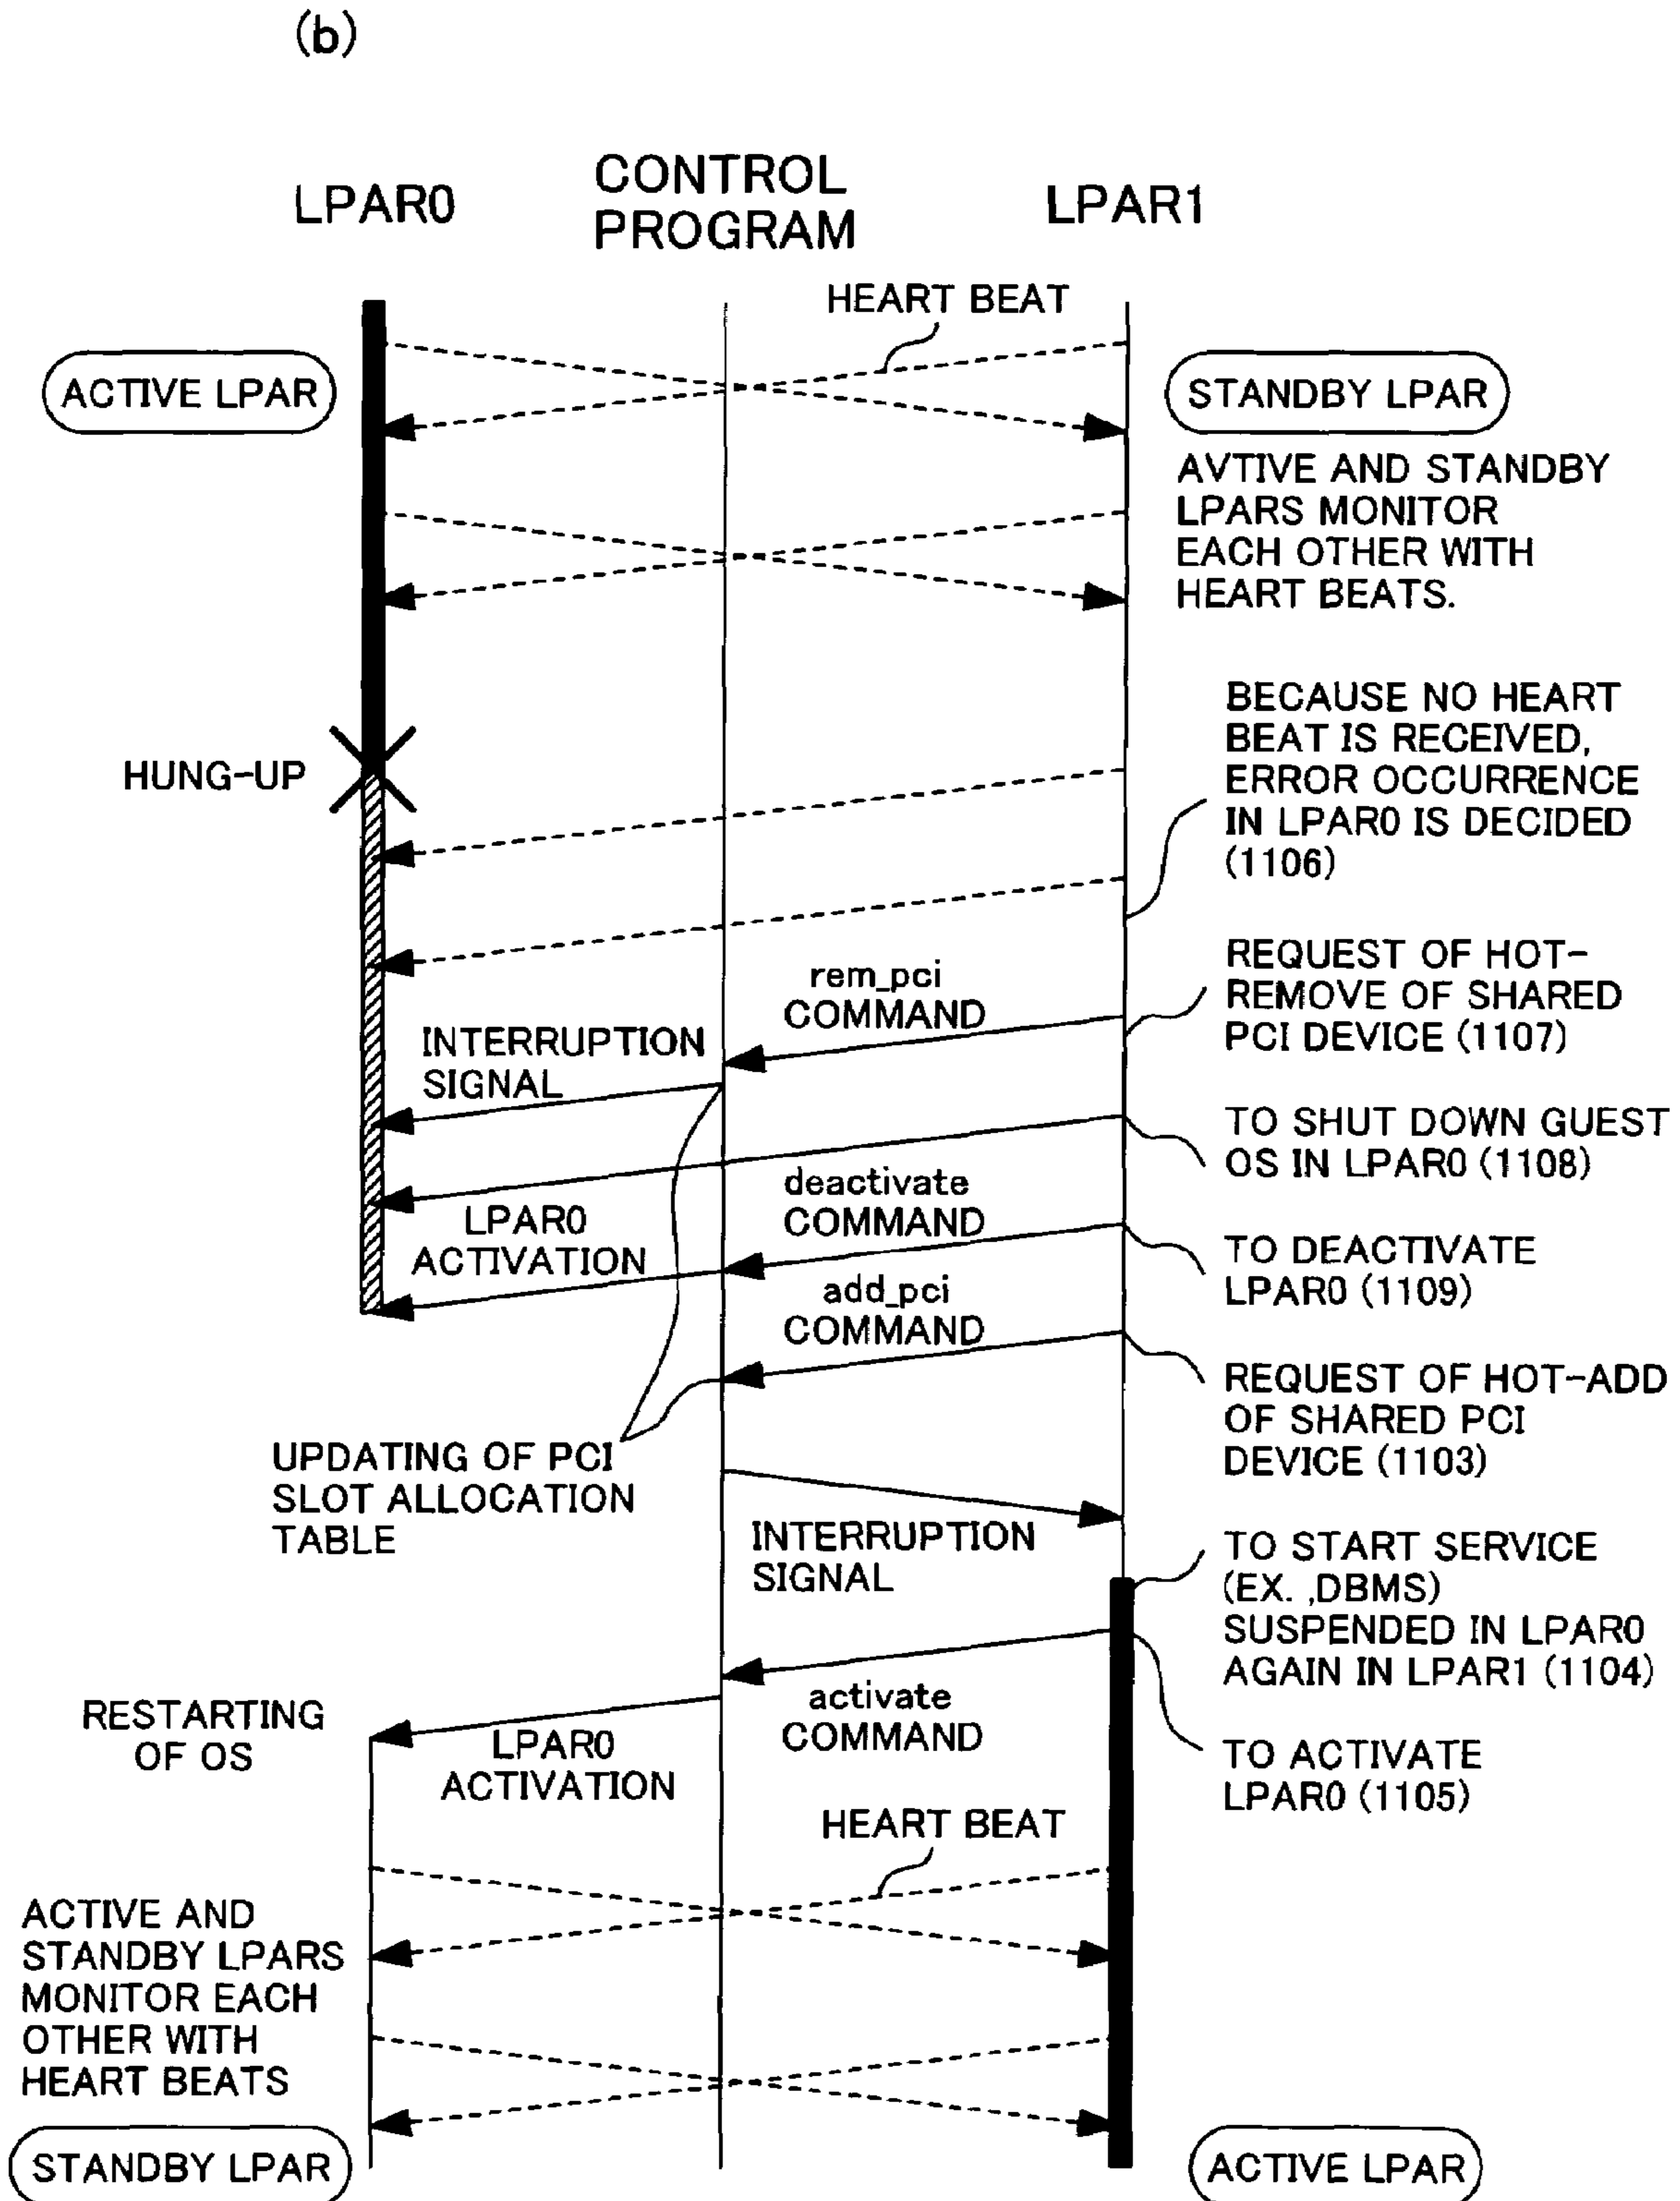 (b)
LPAR0
CONTROL
PROGRAM
LPAR1
HEART BEAT
ACTIVE LPAR
STANDBY LPAR
AVTIVE AND STANDBY
LPARS MONITOR
EACH OTHER WITH
HEART BEATS.
HUNG-UP
BECAUSE NO HEART
BEAT IS RECEIVED,
ERROR OCCURRENCE
IN LPAR0 IS DECIDED
(1106)
rem_pci
COMMAND
REQUEST OF HOT-
REMOVE OF SHARED
PCI DEVICE (1107)
INTERRUPTION
SIGNAL
TO SHUT DOWN GUEST
OS IN LPAR0 (1108)
deactivate
COMMAND
LPAR0
ACTIVATION
TO DEACTIVATE
LPAR0 (1109)
add_pci
COMMAND
REQUEST OF HOT-ADD
OF SHARED PCI
DEVICE (1103)
UPDATING OF PCI
SLOT ALLOCATION
TABLE
INTERRUPTION
SIGNAL
TO START SERVICE
(EX. ,DBMS)
SUSPENDED IN LPAR0
AGAIN IN LPAR1 (1104)
activate
COMMAND
RESTARTING
OF OS
LPAR0
ACTIVATION
TO ACTIVATE
LPAR0 (1105)
HEART BEAT
ACTIVE AND
STANDBY LPARS
MONITOR EACH
OTHER WITH
HEART BEATS
STANDBY LPAR
ACTIVE LPAR